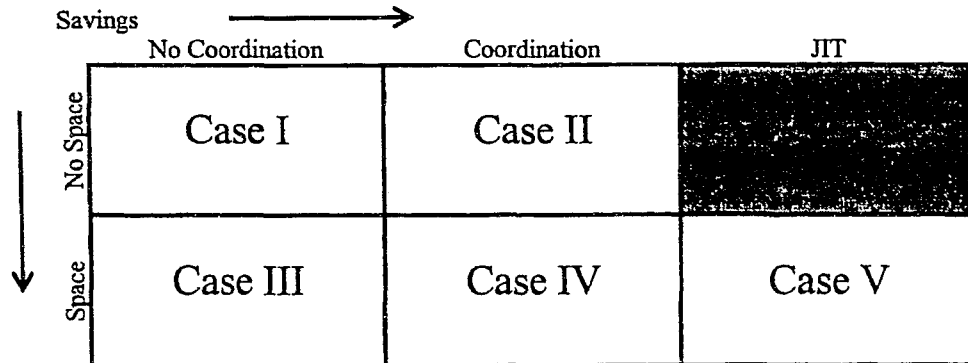 Savings
No Coordination Coordination JIT
No Space Case I Case II
Space Case III Case IV Case V